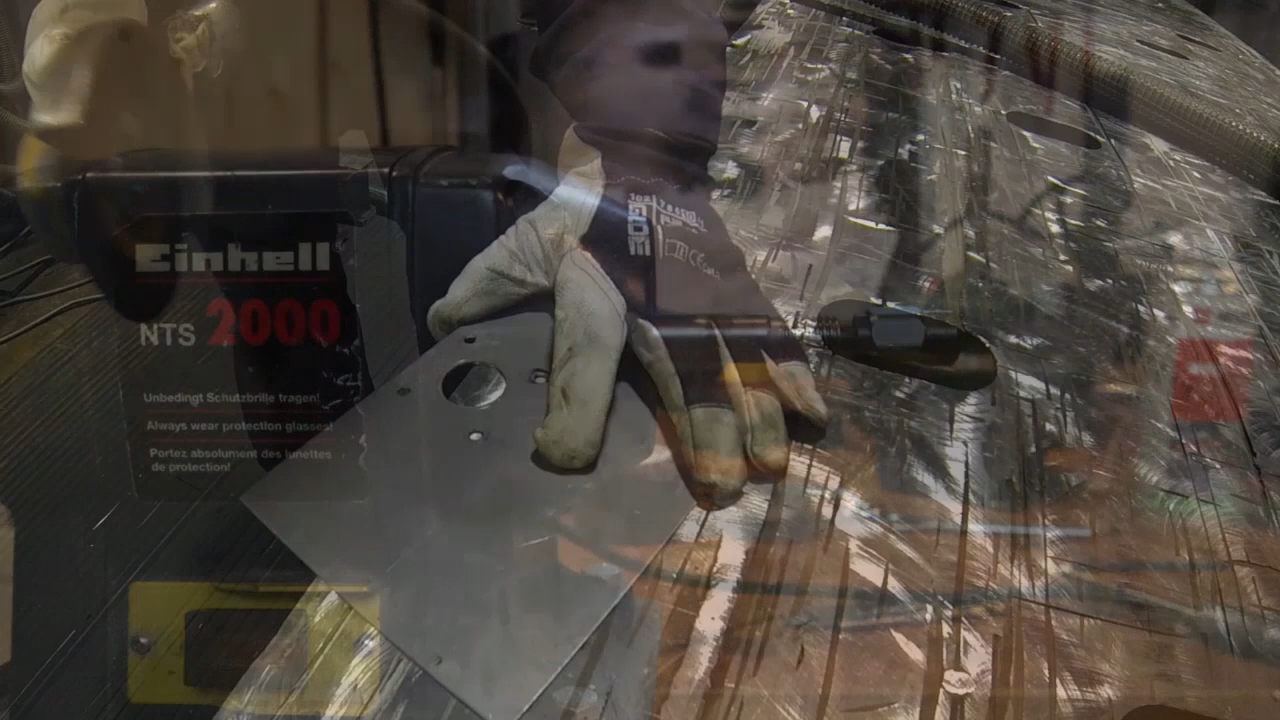 Einhell
NTS 2000
Unbedingt Schutzbrille tragen!
Always wear protection glasses!
Portez absolument des lunettes
de protection!